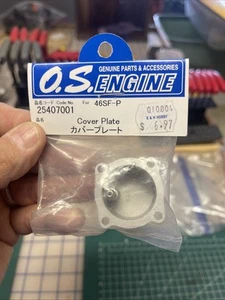 GENUINE PARTS & ACCESSORIES
O.S.ENGINE
品名コード Code No. For 46SF-P
25407001
品名 Cover Plate
カバープレート
010004
$ 6.97